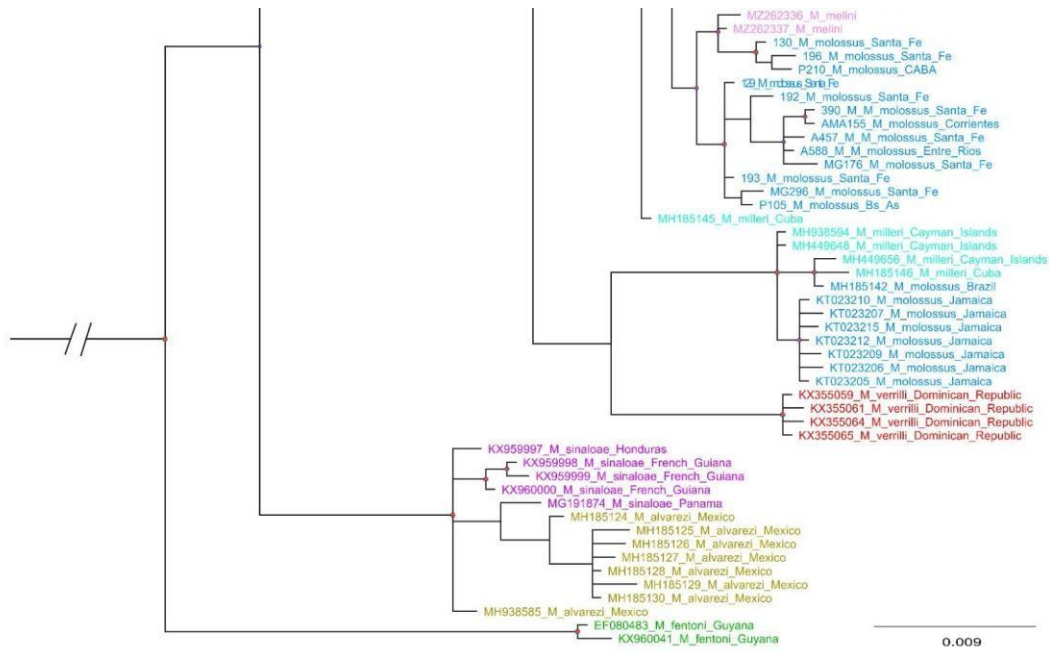 MZ262336_M_melini
MZ262337_M_melini
130_M_molossus_Santa_Fe
196_M_molossus_Santa_Fe
P210_M_molossus_CABA
129_M_molossus_Santa_Fe
192_M_molossus_Santa_Fe
390_M_M_molossus_Santa_Fe
AMA155_M_molossus_Corrientes
A457_M_molossus_Santa_Fe
A588_M_M_molossus_Entre_Rios
MG176_M_molossus_Santa_Fe
193_M_molossus_Santa_Fe
MG296_M_molossus_Santa_Fe
P105_M_molossus_Bs_As
MH185145_M_milleri_Cuba
MH938594_M_milleri_Cayman_Islands
MH449648_M_milleri_Cayman_Islands
MH449656_M_milleri_Cayman_Islands
MH185146_M_milleri_Cuba
MH185142_M_molossus_Brazil
KT023210_M_molossus_Jamaica
KT023207_M_molossus_Jamaica
KT023215_M_molossus_Jamaica
KT023212_M_molossus_Jamaica
KT023209_M_molossus_Jamaica
KT023206_M_molossus_Jamaica
KT023205_M_molossus_Jamaica
KX355059_M_verrilli_Dominican_Republic
KX355061_M_verrilli_Dominican_Republic
KX355064_M_verrilli_Dominican_Republic
KX355065_M_verrilli_Dominican_Republic
KX959997_M_sinaloae_Honduras
KX959998_M_sinaloae_French_Guiana
KX959999_M_sinaloae_French_Guiana
KX960000_M_sinaloae_French_Guiana
MG191874_M_sinaloae_Panama
MH185124_M_alvarezi_Mexico
MH185125_M_alvarezi_Mexico
MH185126_M_alvarezi_Mexico
MH185127_M_alvarezi_Mexico
MH185128_M_alvarezi_Mexico
MH185129_M_alvarezi_Mexico
MH185130_M_alvarezi_Mexico
MH938585_M_alvarezi_Mexico
EF080483_M_fentoni_Guyana
KX960041_M_fentoni_Guyana
0.009